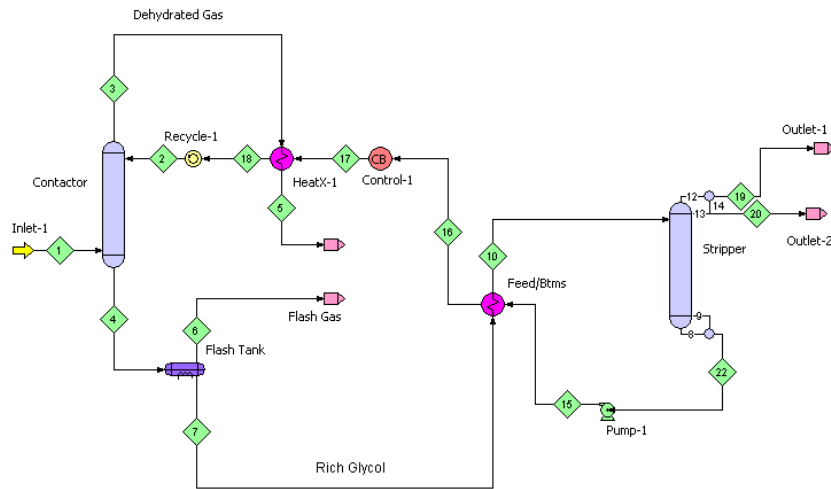 Dehydrated Gas
3
Recycle-1
2
18
17
CB
Contactor
HeatX-1
Control-1
Outlet-1
12
19
14
13
20
Inlet-1
1
5
16
10
Stripper
Outlet-2
Feed/Btms
Flash Gas
4
6
9
8
Flash Tank
22
15
Pump-1
7
Rich Glycol